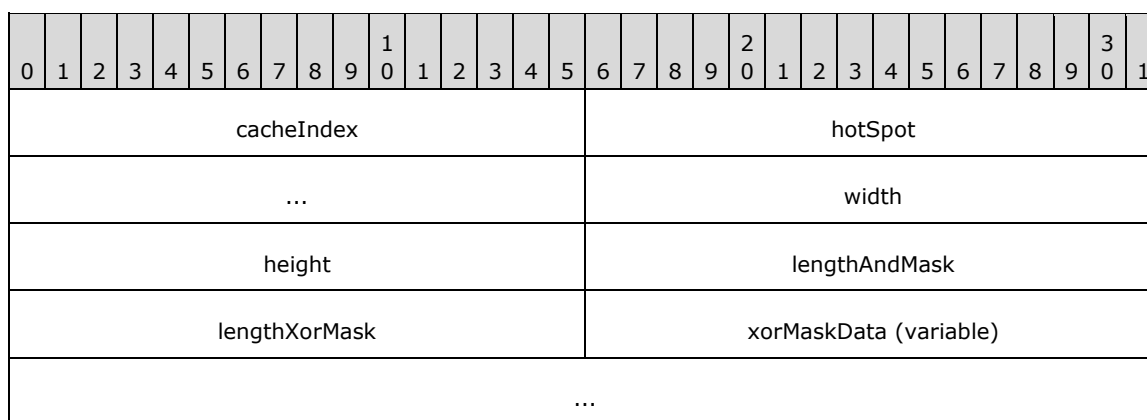 0 1 2 3 4 5 6 7 8 9 1 0 1 2 3 4 5 6 7 8 9 2 0 1 2 3 4 5 6 7 8 9 3 0 1
cacheIndex hotSpot
... width
height lengthAndMask
lengthXorMask xorMaskData (variable)
...